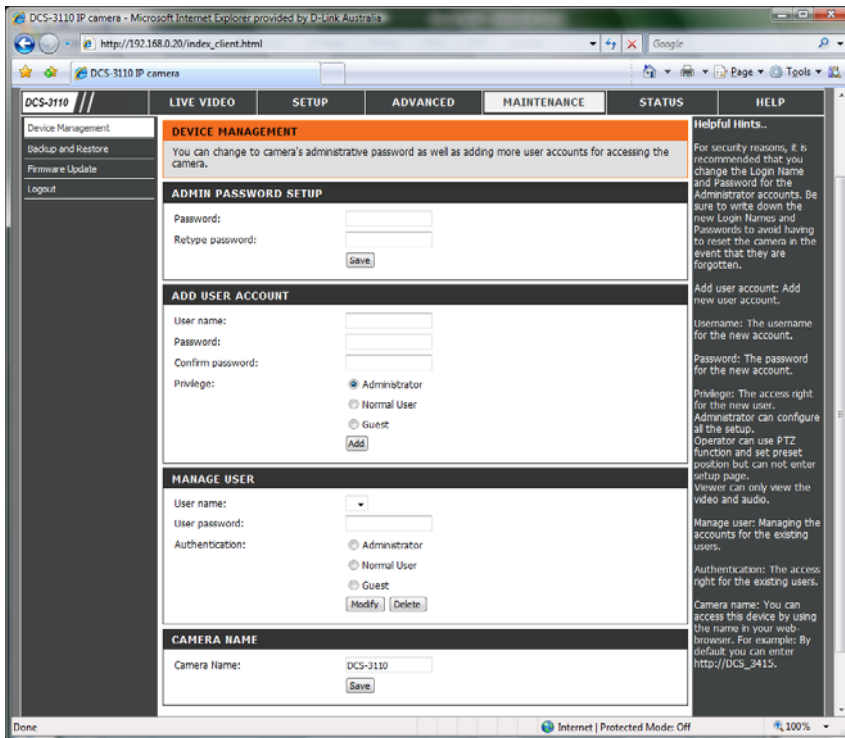 DCS-3110 IP camera - Microsoft Internet Explorer provided by D-Link Australia
http://192.168.0.20/index_client.html
Google
DCS-3110 IP camera
Page
Tools
DCS-3110
LIVE VIDEO
SETUP
ADVANCED
MAINTENANCE
STATUS
HELP
Device Management
Backup and Restore
Firmware Update
Logout
DEVICE MANAGEMENT
You can change to camera's administrative password as well as adding more user accounts for accessing the
camera.
ADMIN PASSWORD SETUP
Password:
Retype password:
Save
ADD USER ACCOUNT
User name:
Password:
Confirm password:
Privilege:
Administrator
Normal User
Guest
Add
MANAGE USER
User name:
User password:
Authentication:
Administrator
Normal User
Guest
Modify
Delete
CAMERA NAME
Camera Name:
DCS-3110
Save
Helpful Hints..
For security reasons, it is
recommended that you
change the Login Name
and Password for the
Administrator accounts. Be
sure to write down the
new Login Names and
Passwords to avoid having
to reset the camera in the
event that they are
forgotten.
Add user account: Add
new user account.
Username: The username
for the new account.
Password: The password
for the new account.
Privilege: The access right
for the new user.
Administrator can configure
all the setup.
Operator can use PTZ
function and set preset
position but can not enter
setup page.
Viewer can only view the
video and audio.
Manage user: Managing the
accounts for the existing
users.
Authentication: The access
right for the existing users.
Camera name: You can
access this device by using
the name in your web-
browser. For example: By
default you can enter
http://DCS_3415.
Done
Internet | Protected Mode: Off
100%